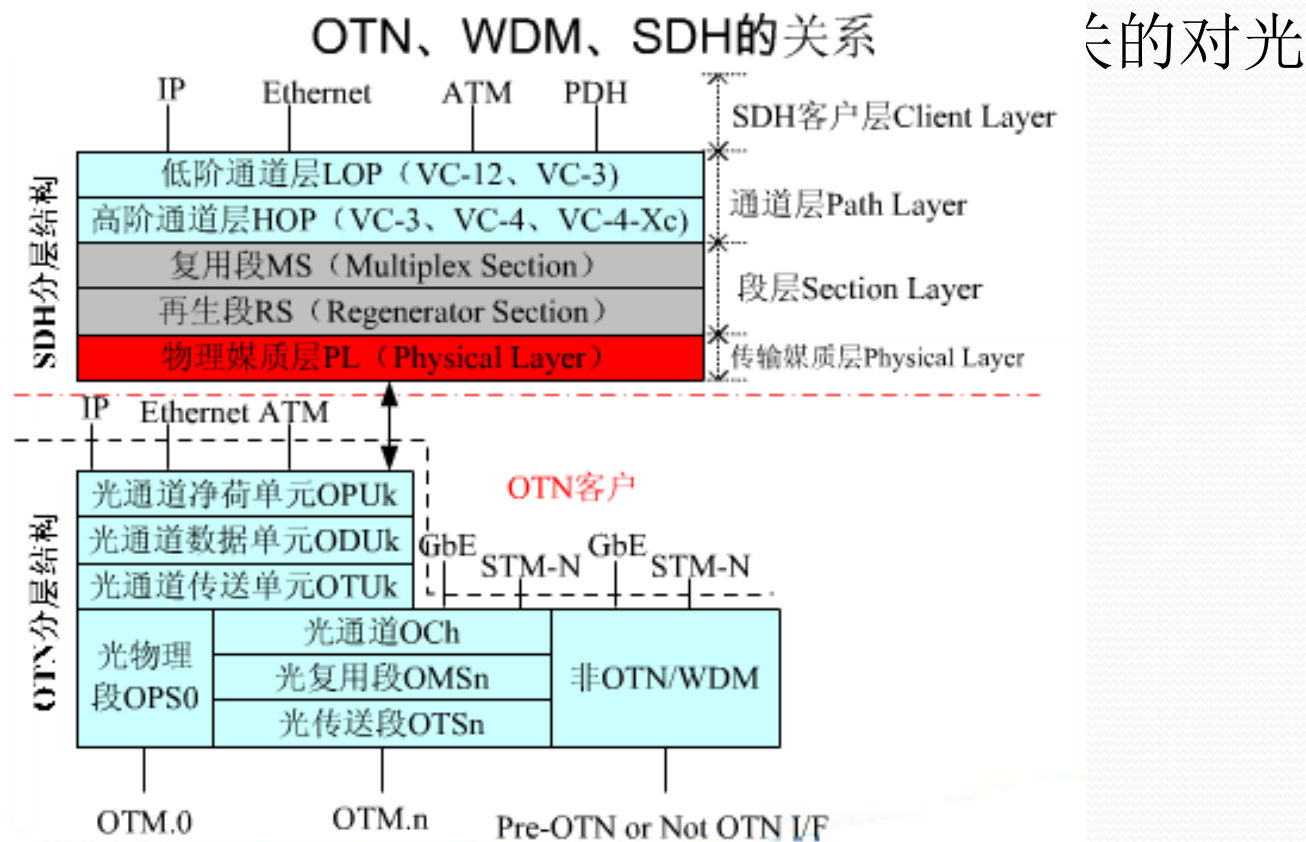 OTN、WDM、SDH的关系
的对光
IP Ethernet ATM PDH
SDH客户层Client Layer
SDH分层结构
低阶通道层LOP（VC-12、VC-3)
高阶通道层HOP（VC-3、VC-4、VC-4-Xc)
通道层Path Layer
复用段MS（Multiplex Section）
再生段RS（Regenerator Section）
段层Section Layer
物理媒质层PL（Physical Layer）
传输媒质层Physical Layer
IP Ethernet ATM
OTN客户
OTN分层结构
光通道净荷单元OPUk
光通道数据单元ODUk
光通道传送单元OTUk
GbE STM-N GbE STM-N
光物理
段OPS0
光通道OCh
光复用段OMSn
光传送段OTSn
非OTN/WDM
OTM.0 OTM.n Pre-OTN or Not OTN I/F